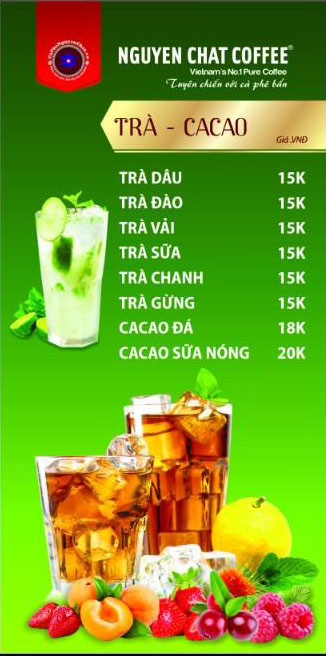 NGUYEN CHAT COFFEE®
Vietnam's No.1 Pure Coffee
Tuyên chiến với cà phê bẩn
TRÀ - CACAO
Giá .VNĐ
TRÀ DÂU 15K
TRÀ ĐÀO 15K
TRÀ VẢI 15K
TRÀ SỮA 15K
TRÀ CHANH 15K
TRÀ GỪNG 15K
CACAO ĐÁ 18K
CACAO SỮA NÓNG 20K